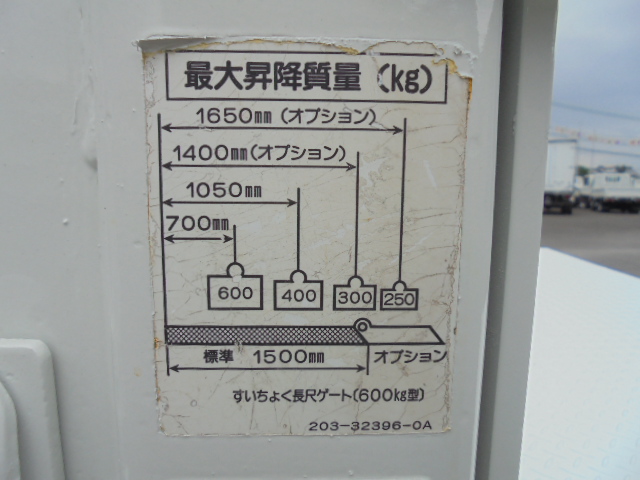 最大昇降質量(kg)
1650mm(オプション)
1400mm(オプション)
1050mm
700mm
600 400 300 250
標準 1500mm オプション
すいちょく長尺ゲート(600kg型)
203-32396-0A